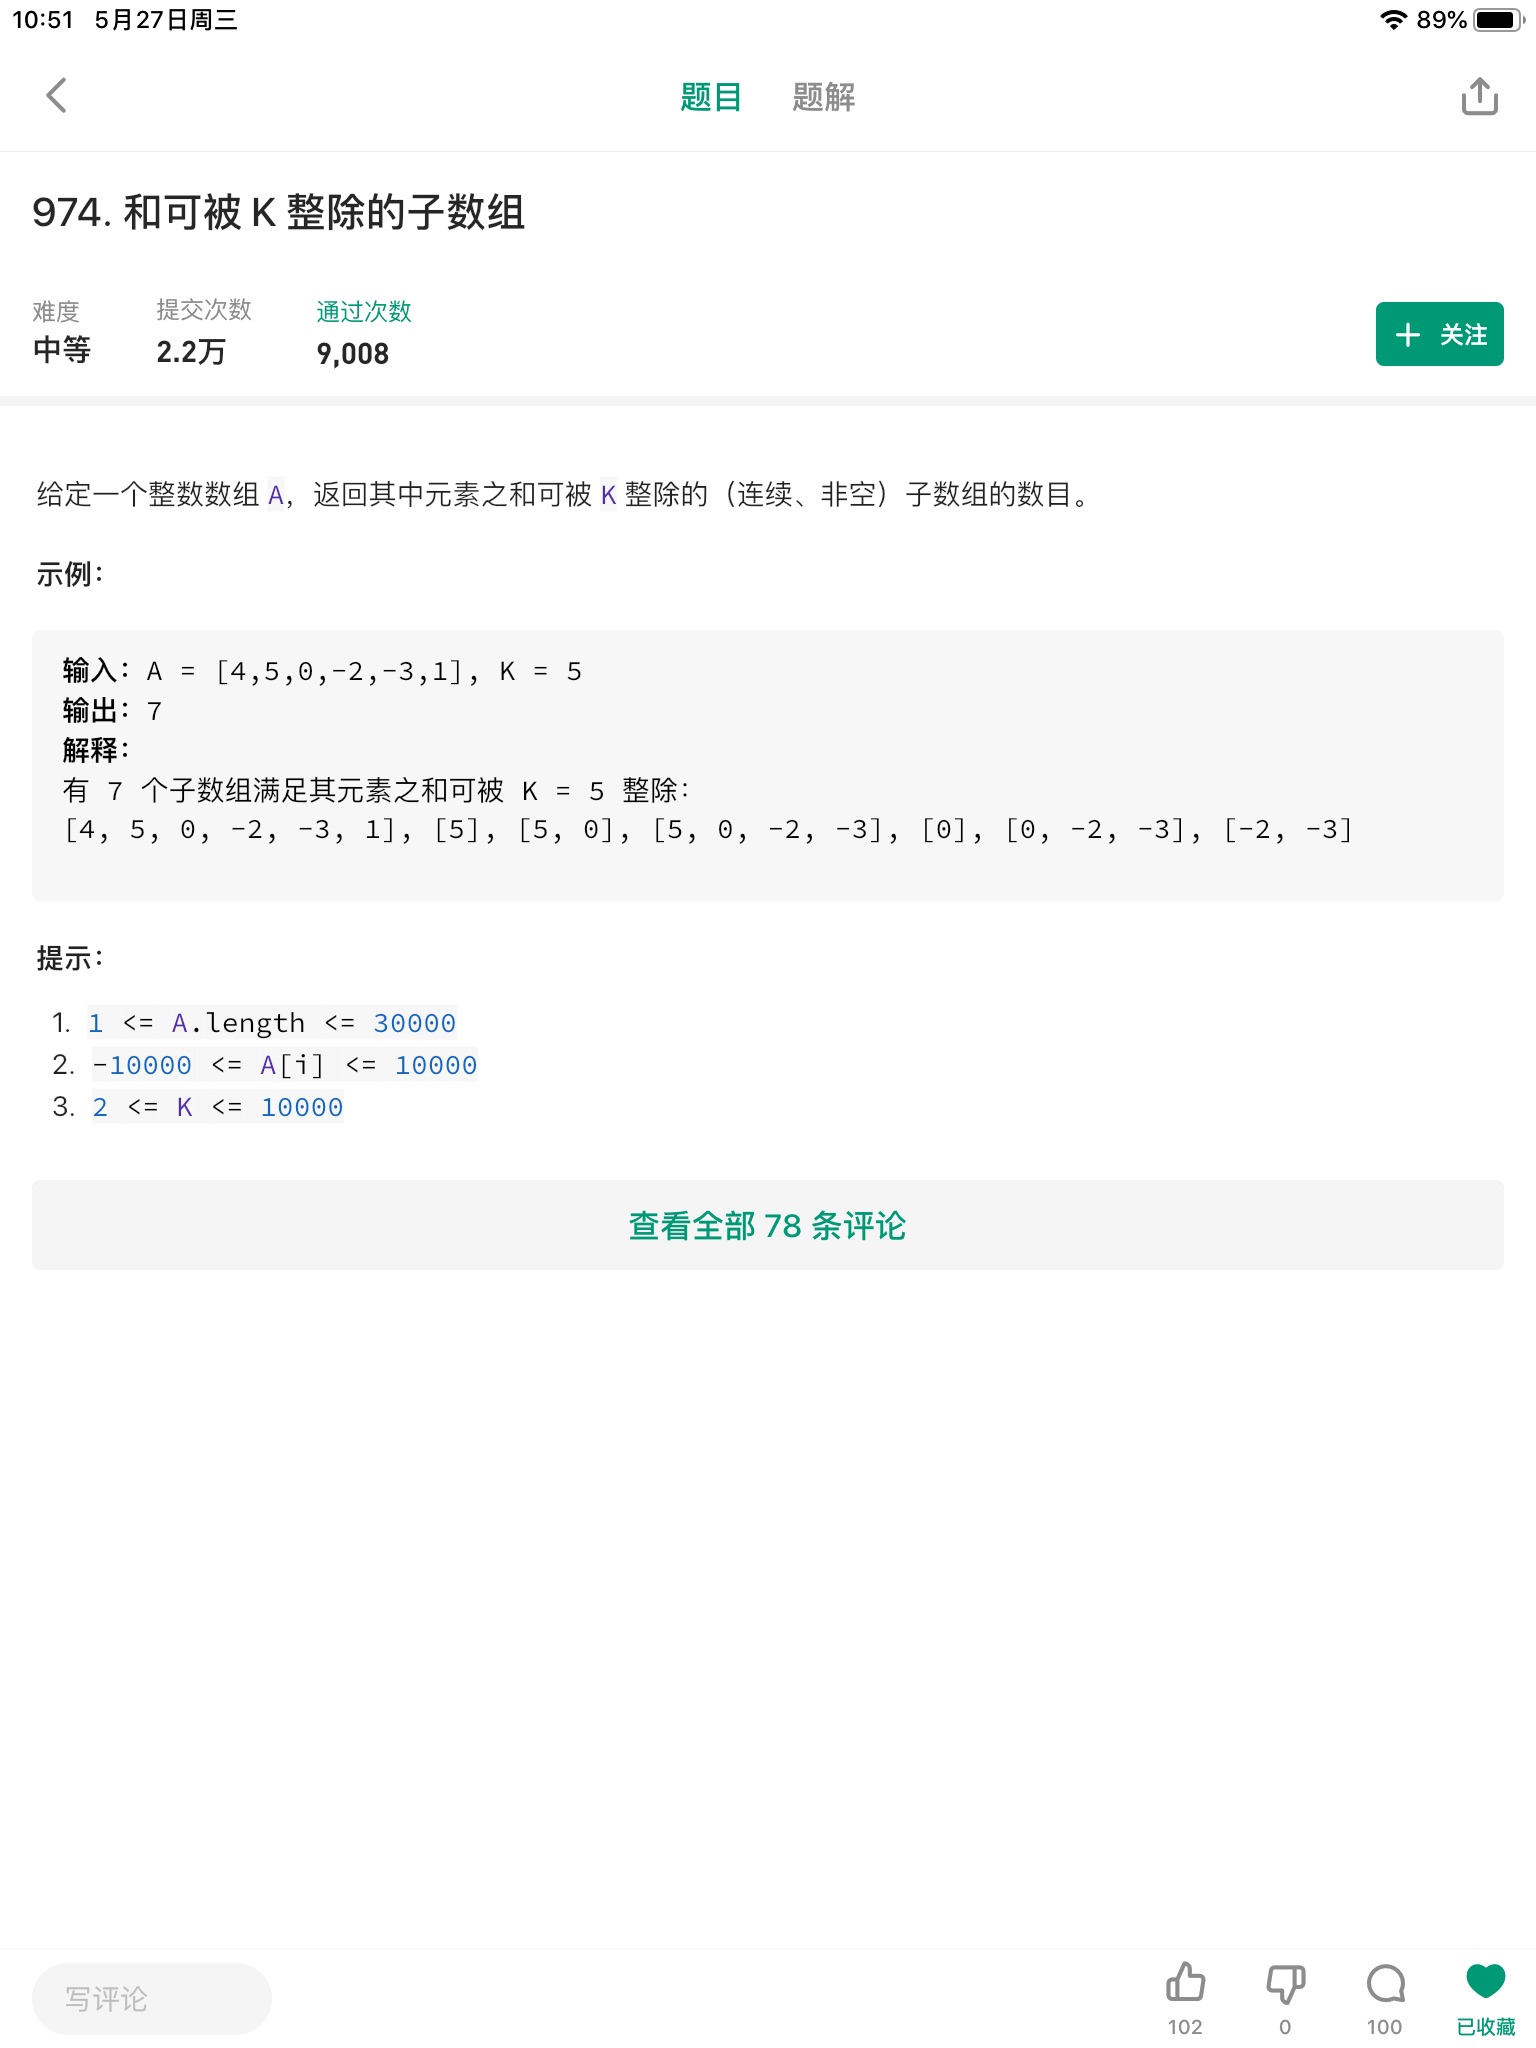 10:51 5月27日周三
89%
题目 题解
974. 和可被 K 整除的子数组
难度 提交次数 通过次数
中等 2.2万 9,008
关注
给定一个整数数组 A，返回其中元素之和可被 K 整除的（连续、非空）子数组的数目。
示例：
输入：A = [4,5,0,-2,-3,1], K = 5
输出：7
解释：
有 7 个子数组满足其元素之和可被 K = 5 整除：
[4, 5, 0, -2, -3, 1], [5], [5, 0], [5, 0, -2, -3], [0], [0, -2, -3], [-2, -3]
提示：
1. 1 <= A.length <= 30000
2. -10000 <= A[i] <= 10000
3. 2 <= K <= 10000
查看全部 78 条评论
写评论
102 0 100 已收藏